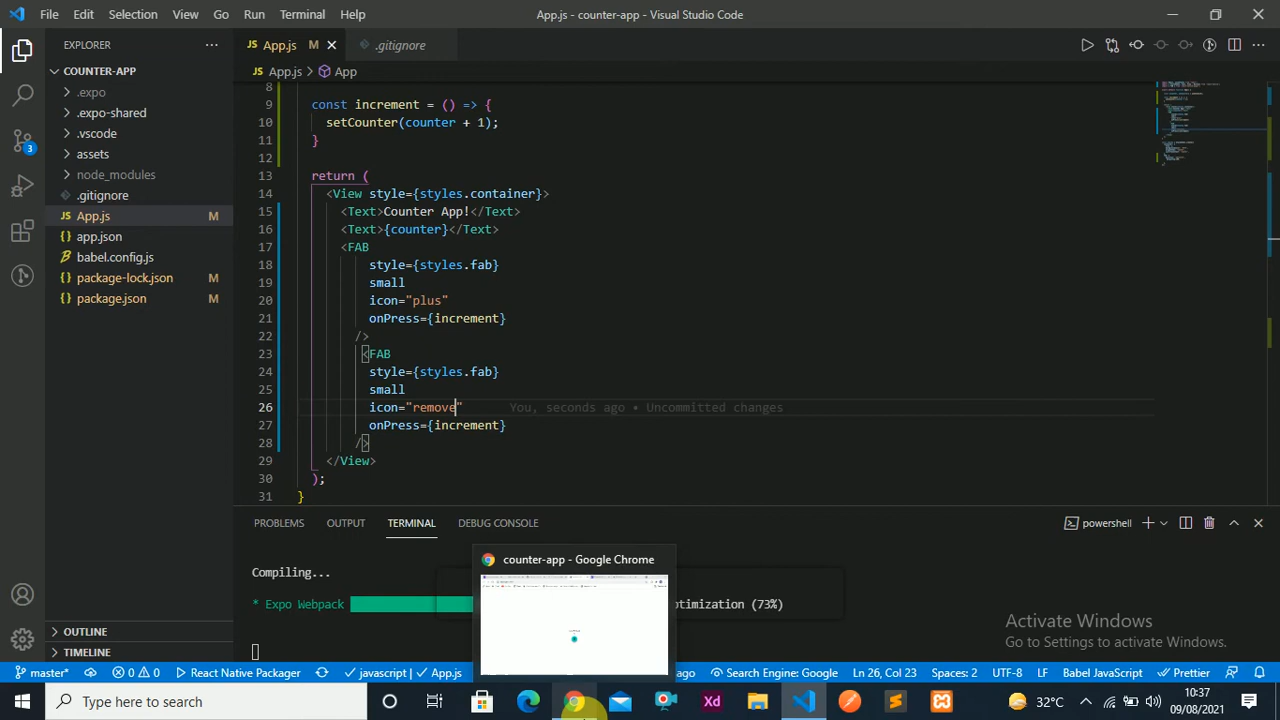 File Edit Selection View Go Run Terminal Help
App.js - counter-app - Visual Studio Code
EXPLORER
App.js M
.gitignore
App.js > App
COUNTER-APP
.expo
.expo-shared
.vscode
assets
node_modules
.gitignore
App.js M
app.json
babel.config.js
package-lock.json M
package.json M
OUTLINE
TIMELINE
3
8
9 const increment = () => {
10 setCounter(counter + 1);
11 }
12
13 return (
14 <View style={styles.container}>
15 <Text>Counter App!</Text>
16 <Text>{counter}</Text>
17 <FAB
18 style={styles.fab}
19 small
20 icon="plus"
21 onPress={increment}
22 />
23 <FAB
24 style={styles.fab}
25 small
26 icon="remove" You, seconds ago • Uncommitted changes
27 onPress={increment}
28 />
29 </View>
30 );
31 }
PROBLEMS OUTPUT TERMINAL DEBUG CONSOLE
powershell
Compiling...
* Expo Webpack
ptimization (73%)
counter-app - Google Chrome
Activate Windows
Go to Settings to activate Windows.
master* 0 0 React Native Packager javascript | App.js
ago Search Engine: Google Ln 26, Col 23 Spaces: 2 UTF-8 LF Babel JavaScript Prettier
Type here to search
Xd
32°C
10:37
09/08/2021